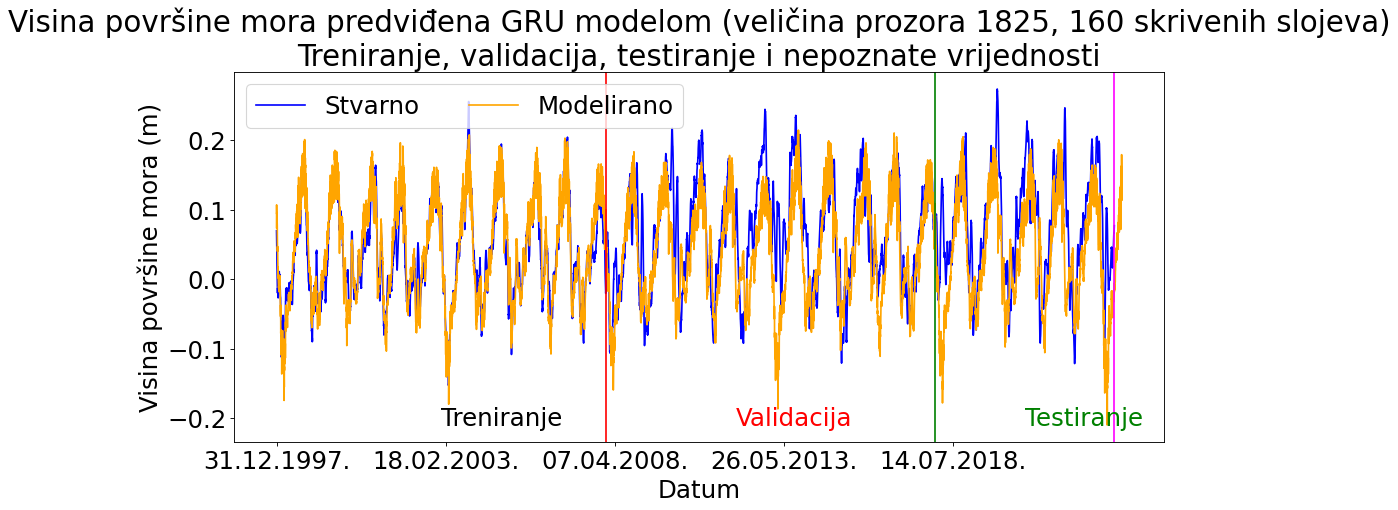 Visina površine mora predviđena GRU modelom (veličina prozora 1825, 160 skrivenih slojeva)
Treniranje, validacija, testiranje i nepoznate vrijednosti
Stvarno Modelirano
Visina površine mora (m)
0.2
0.1
0.0
−0.1
−0.2
Treniranje Validacija Testiranje
31.12.1997. 18.02.2003. 07.04.2008. 26.05.2013. 14.07.2018.
Datum